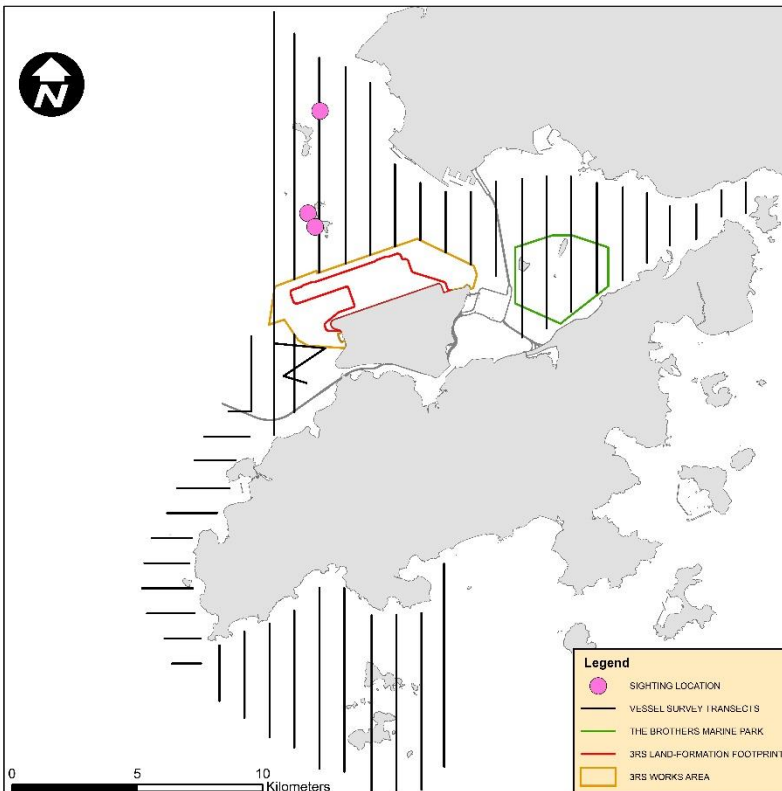 N
Legend
SIGHTING LOCATION
VESSEL SURVEY TRANSECTS
THE BROTHERS MARINE PARK
3RS LAND-FORMATION FOOTPRINT
3RS WORKS AREA
0 5 10
Kilometers